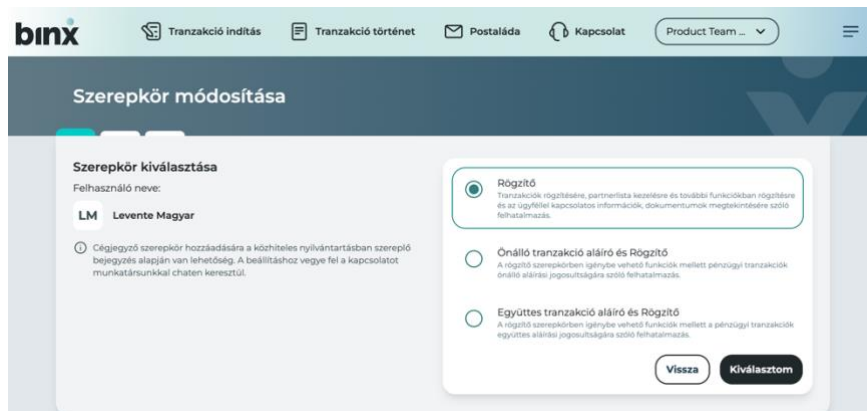 binx
Tranzakció indítás
Tranzakció történet
Postaláda
Kapcsolat
Product Team ...
Szerepkör módosítása
Szerepkör kiválasztása
Felhasználó neve:
LM Levente Magyar
Cégjegyző szerepkör hozzáadására a közhiteles nyilvántartásban szereplő
bejegyzés alapján van lehetőség. A beállításhoz vegye fel a kapcsolatot
munkatársunkkal chaten keresztül.
Rögzítő
Tranzakciók rögzítésére, partnerlista kezelésre és további funkciókban rögzítésre
és az ügyféllel kapcsolatos információk, dokumentumok megtekintésére szóló
felhatalmazás.
Önálló tranzakció aláíró és Rögzítő
A rögzítő szerepkörben igénybe vehető funkciók mellett pénzügyi tranzakciók
önálló aláírási jogosultságára szóló felhatalmazás.
Együttes tranzakció aláíró és Rögzítő
A rögzítő szerepkörben igénybe vehető funkciók mellett a pénzügyi tranzakciók
együttes aláírási jogosultságára szóló felhatalmazás.
Vissza
Kiválasztom